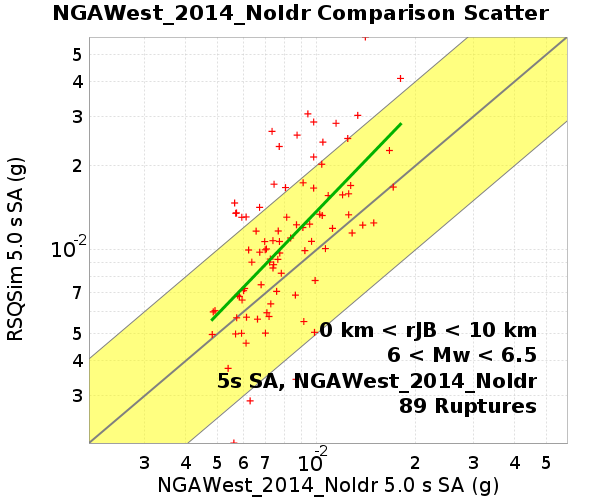 NGAWest_2014_NoIdr Comparison Scatter
RSQSim 5.0 s SA (g)
5
4
3
2
10-2
7
5
4
3
0 km < rJB < 10 km
6 < Mw < 6.5
5s SA, NGAWest_2014_NoIdr
89 Ruptures
3 4 5 6 7 10-2 2 3 4 5
NGAWest_2014_NoIdr 5.0 s SA (g)